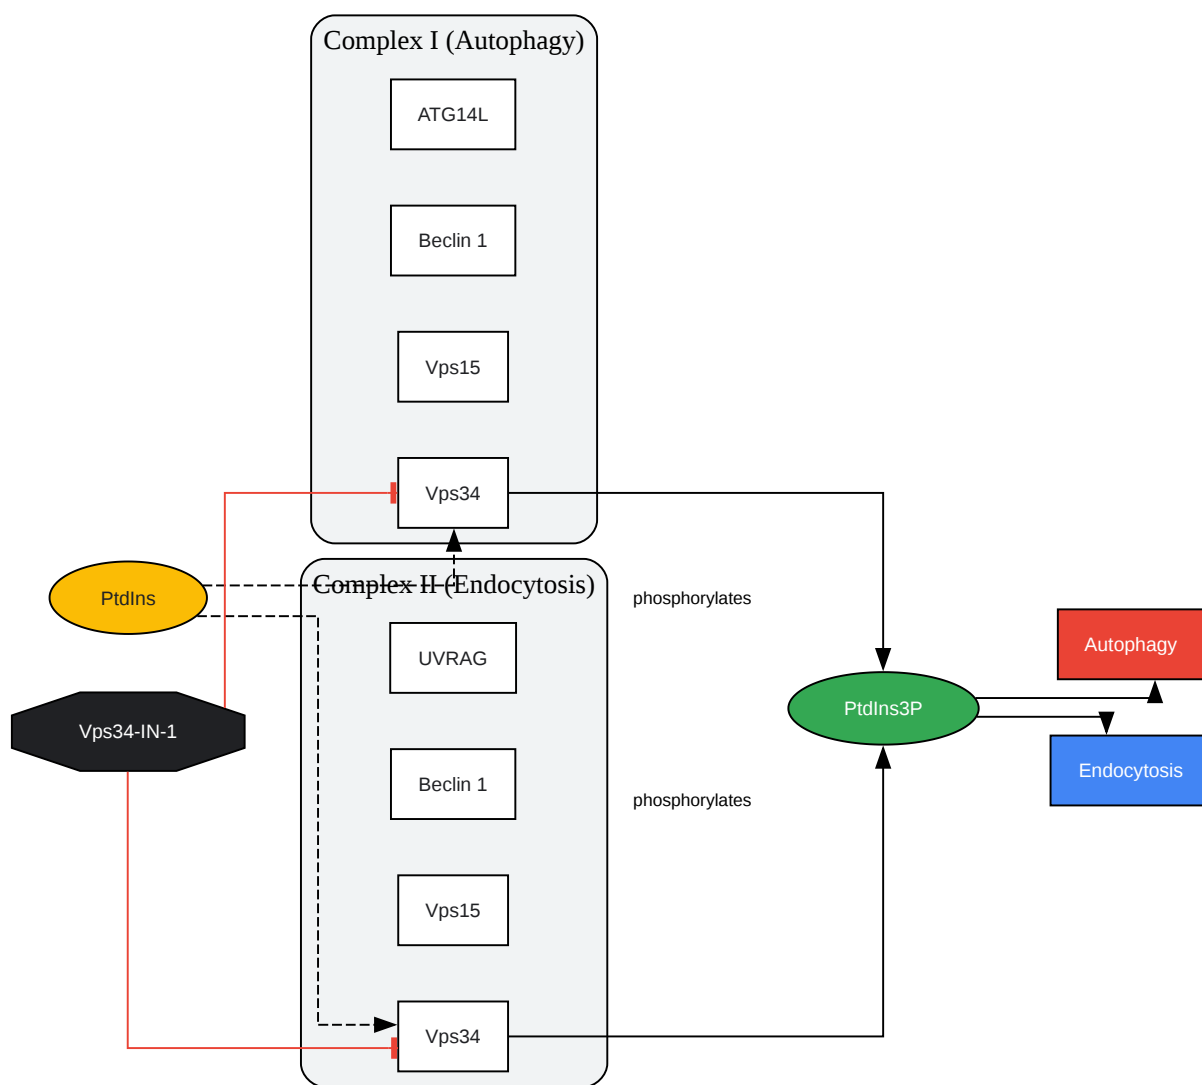 Complex I (Autophagy)
ATG14L
Beclin 1
Vps15
Vps34
PtdIns
Complex II (Endocytosis)
phosphorylates
UVRAG
Autophagy
PtdIns3P
Vps34-IN-1
Endocytosis
Beclin 1
phosphorylates
Vps15
Vps34